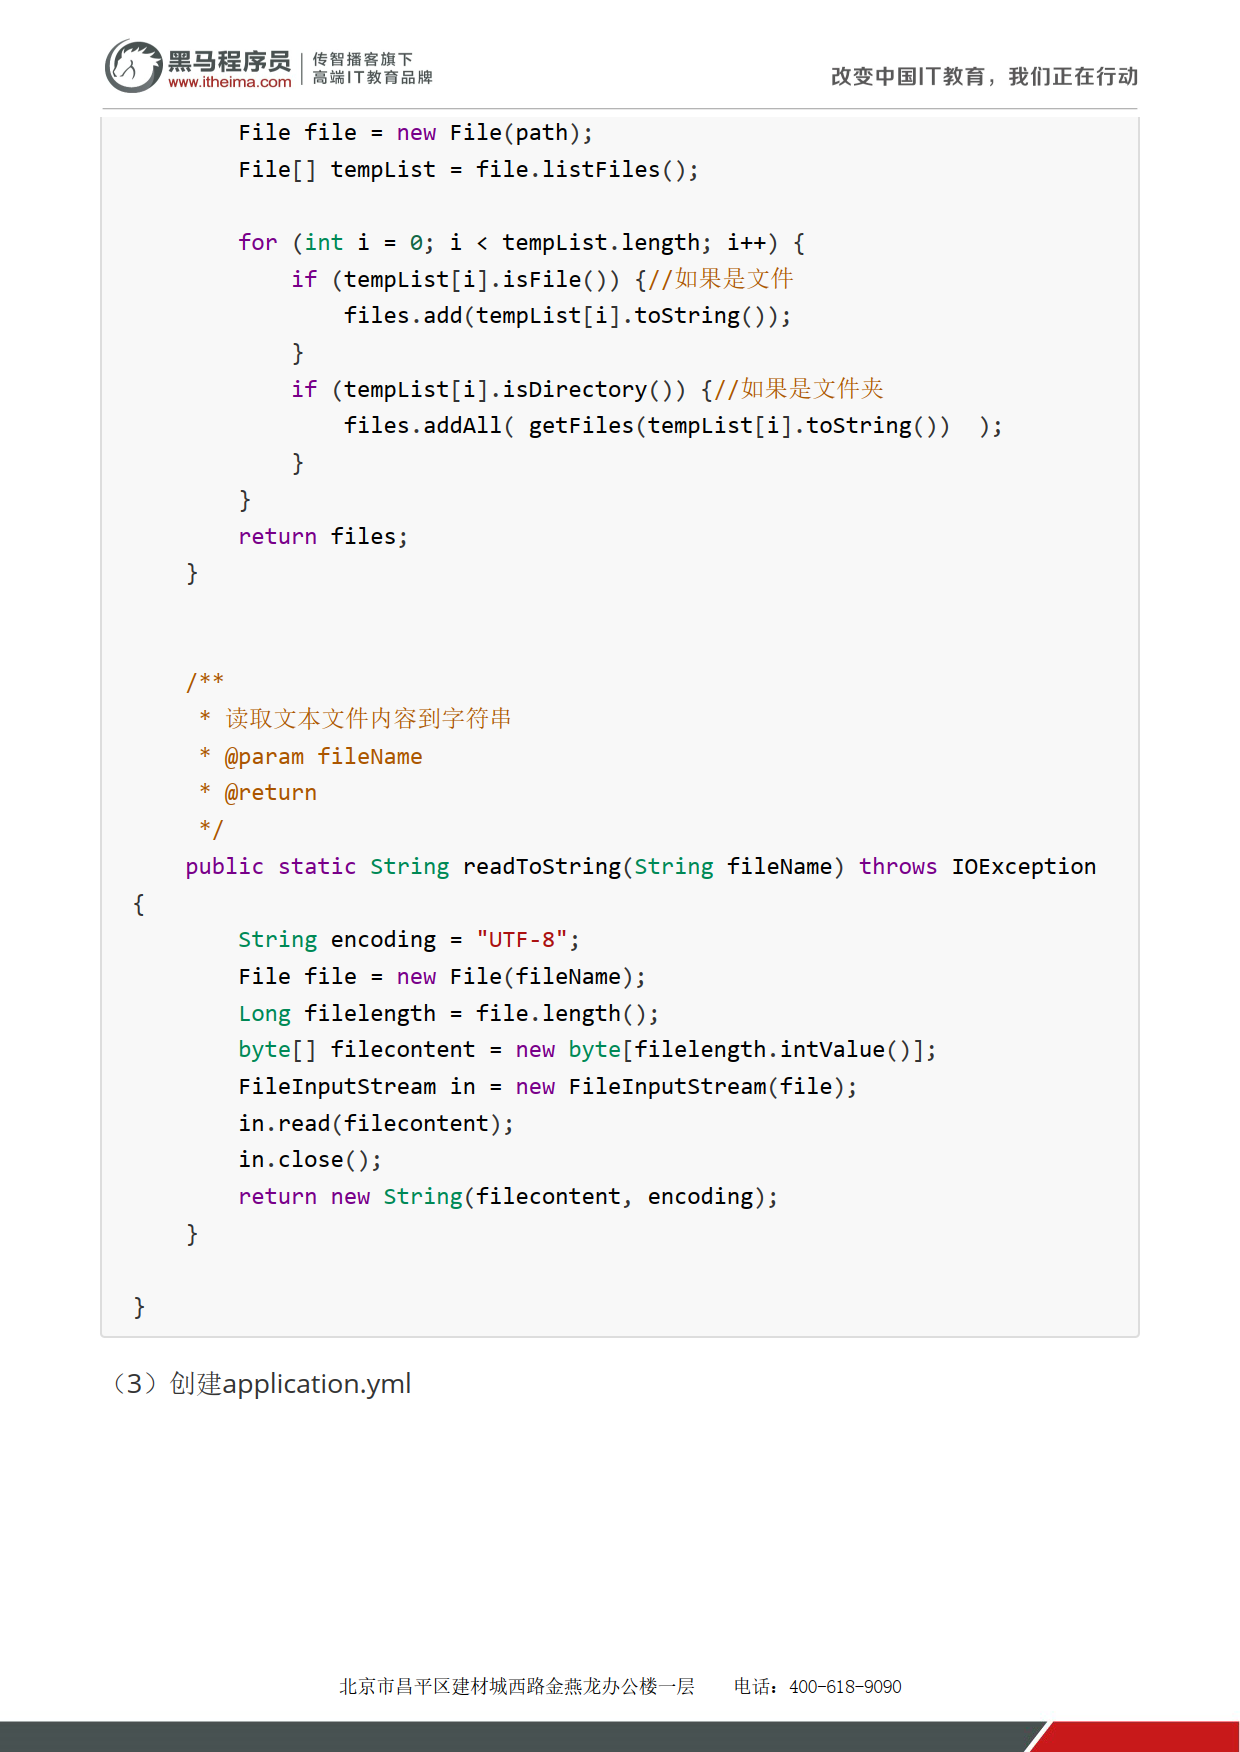 黑马程序员
www.itheima.com
传智播客旗下
高端IT教育品牌
改变中国IT教育，我们正在行动
File file = new File(path);
File[] tempList = file.listFiles();
for (int i = 0; i < tempList.length; i++) {
if (tempList[i].isFile()) {//如果是文件
files.add(tempList[i].toString());
}
if (tempList[i].isDirectory()) {//如果是文件夹
files.addAll( getFiles(tempList[i].toString())  );
}
}
return files;
}
/**
* 读取文本文件内容到字符串
* @param fileName
* @return
*/
public static String readToString(String fileName) throws IOException
{
String encoding = "UTF-8";
File file = new File(fileName);
Long filelength = file.length();
byte[] filecontent = new byte[filelength.intValue()];
FileInputStream in = new FileInputStream(file);
in.read(filecontent);
in.close();
return new String(filecontent, encoding);
}
}
（3）创建application.yml
北京市昌平区建材城西路金燕龙办公楼一层 电话：400-618-9090